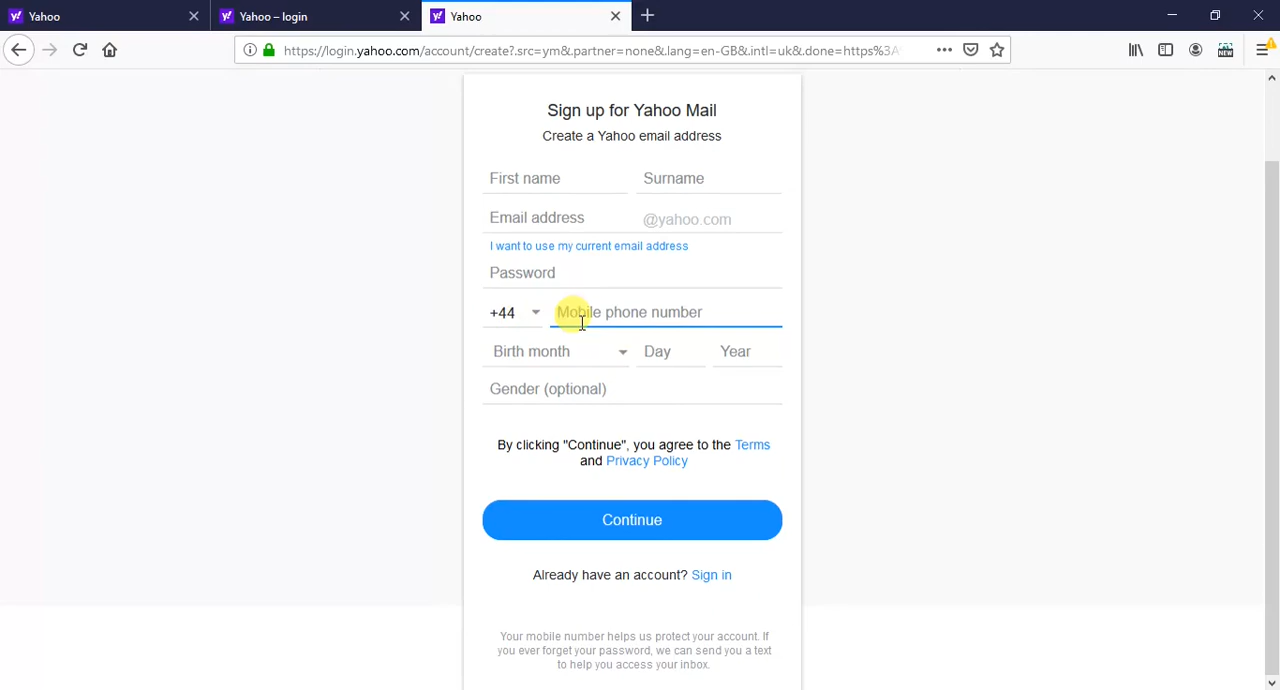 Yahoo
Yahoo – login
Yahoo
https://login.yahoo.com/account/create?.src=ym&.partner=none&.lang=en-GB&.intl=uk&.done=https%3A
NEW
Sign up for Yahoo Mail
Create a Yahoo email address
First name Surname
Email address @yahoo.com
I want to use my current email address
Password
+44 Mobile phone number
Birth month Day Year
Gender (optional)
By clicking "Continue", you agree to the Terms
and Privacy Policy
Continue
Already have an account? Sign in
Your mobile number helps us protect your account. If
you ever forget your password, we can send you a text
to help you access your inbox.